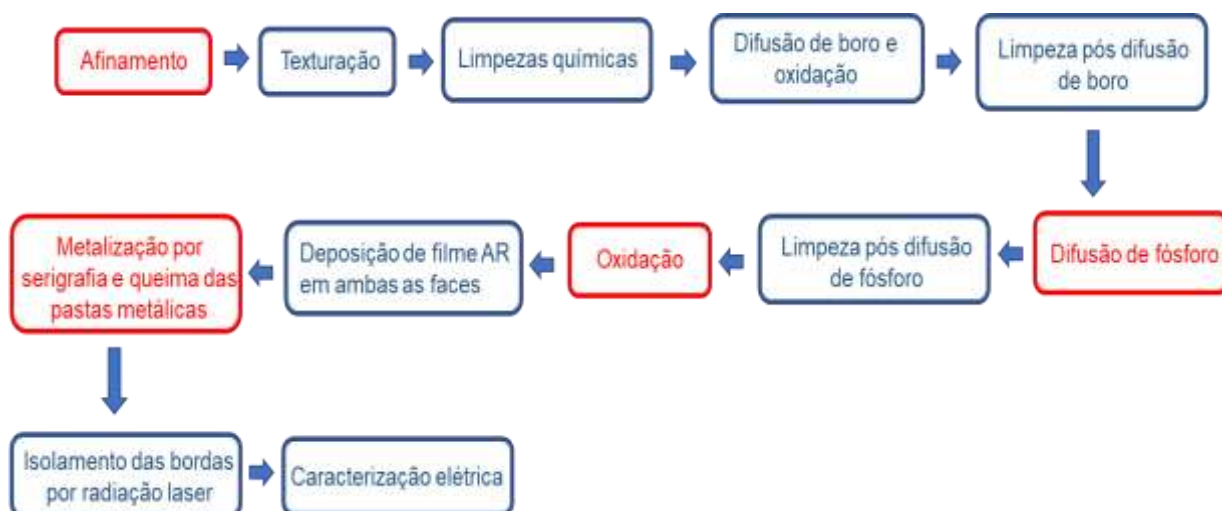 Afinamento
Texturação
Limpezas químicas
Difusão de boro e
oxidação
Limpeza pós difusão
de boro
Difusão de fósforo
Limpeza pós difusão
de fósforo
Oxidação
Deposição de filme AR
em ambas as faces
Metalização por
serigrafia e queima das
pastas metálicas
Isolamento das bordas
por radiação laser
Caracterização elétrica